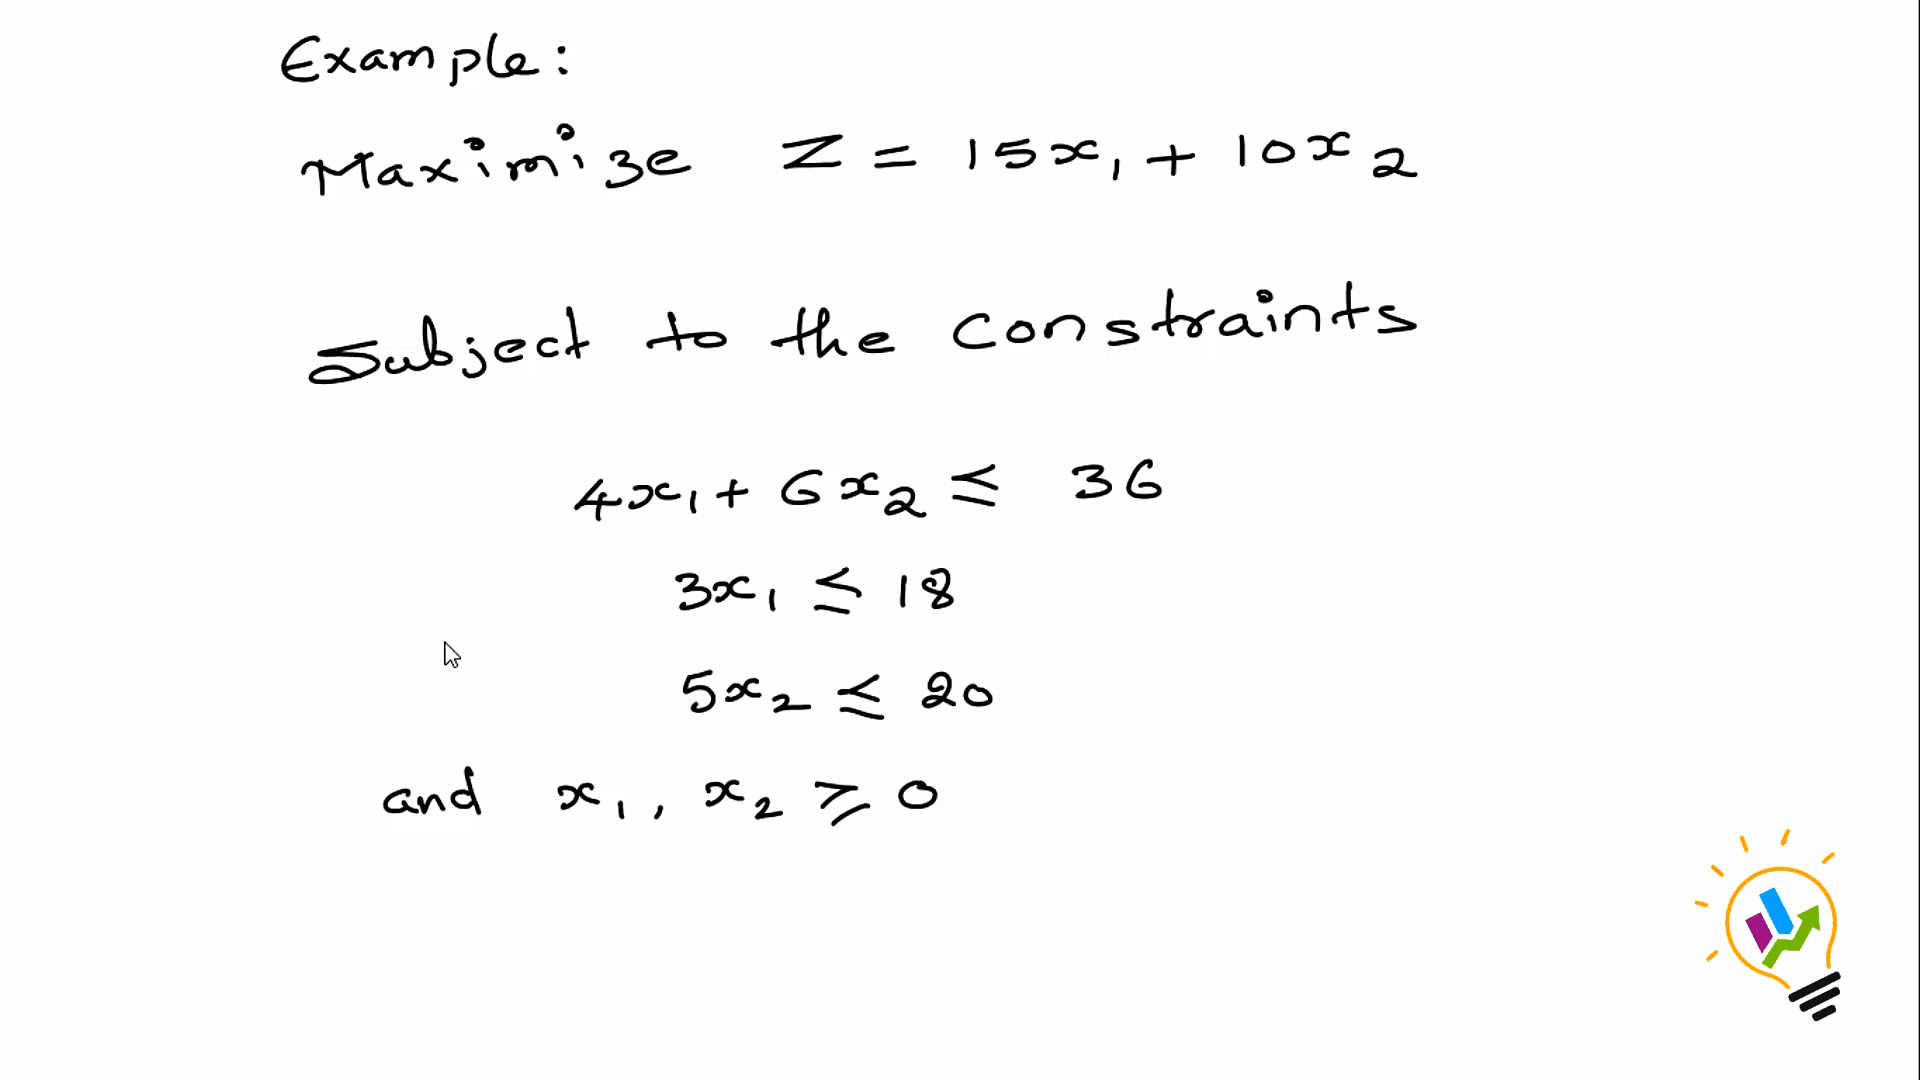 Example:
Maximize Z = 15x₁ + 10x₂
Subject to the constraints
4x₁ + 6x₂ ≤ 36
3x₁ ≤ 18
5x₂ ≤ 20
and x₁, x₂ ≥ 0